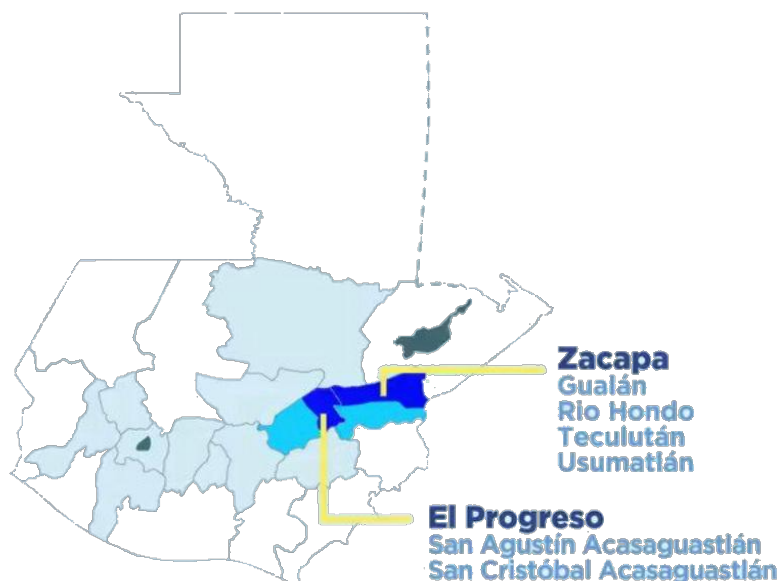 Zacapa
Gualán
Rio Hondo
Teculután
Usumatlán
El Progreso
San Agustín Acasaguastlán
San Cristóbal Acasaguastlán